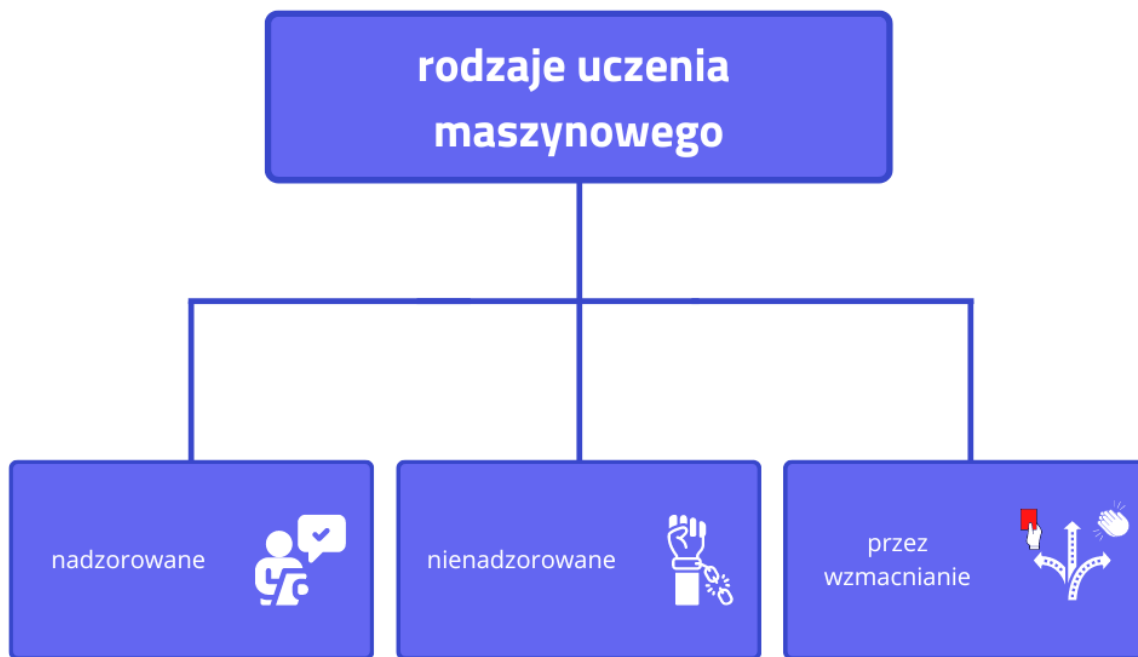 rodzaje uczenia
maszynowego
nadzorowane
nienadzorowane
przez
wzmacnianie